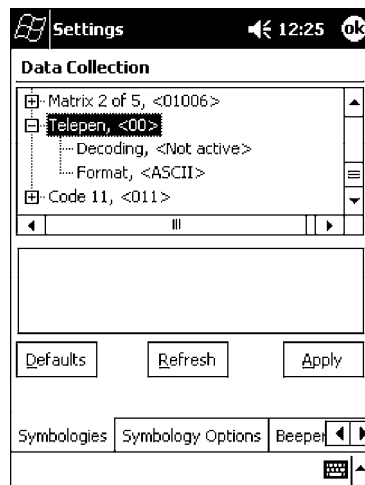 Settings 12:25 ok
Data Collection
Matrix 2 of 5, <01006>
Telepen, <00>
Decoding, <Not active>
Format, <ASCII>
Code 11, <011>
Defaults Refresh Apply
Symbologies Symbology Options Beeper